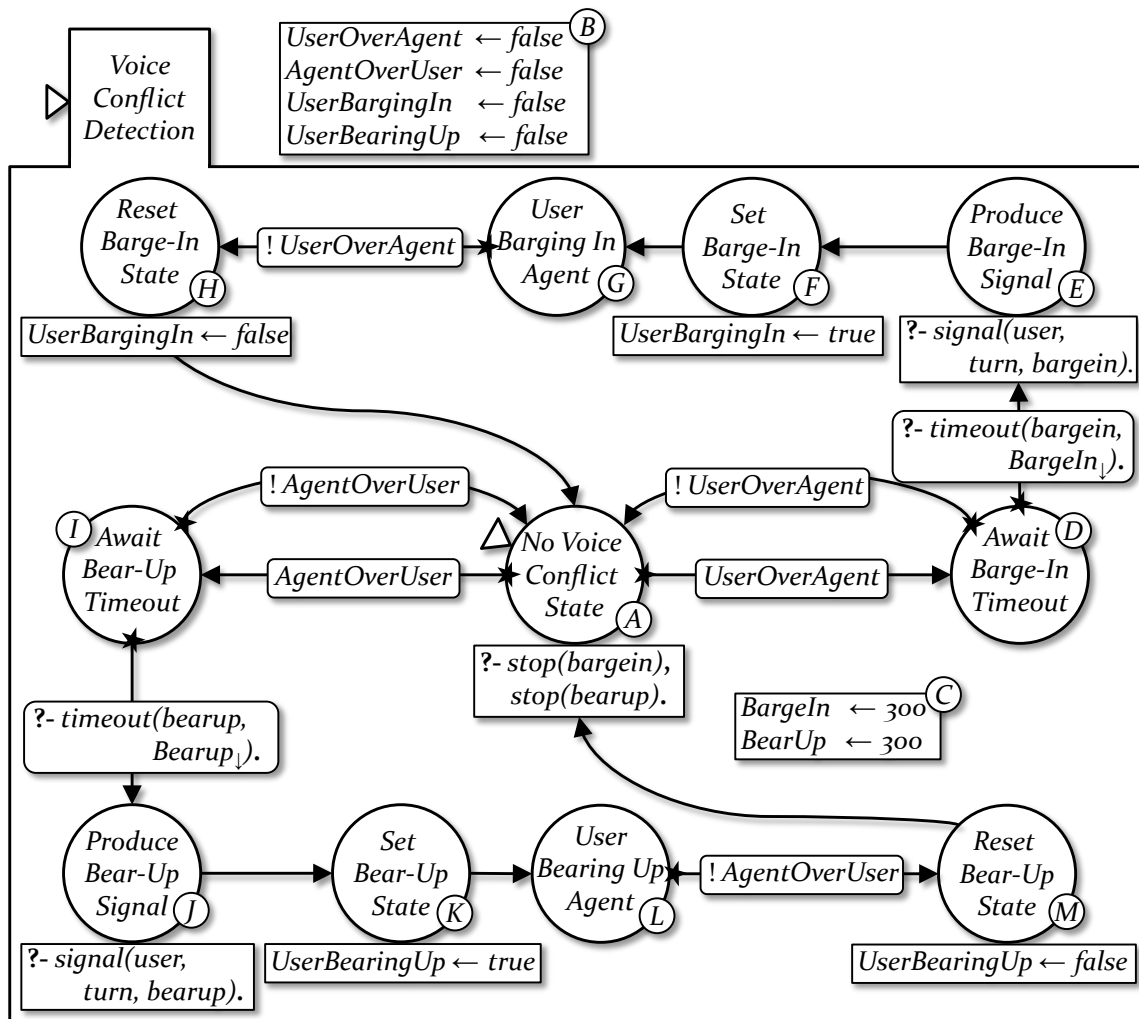 Voice
Conflict
Detection
UserOverAgent ← false
AgentOverUser ← false
UserBargingIn ← false
UserBearingUp ← false
B
Reset
Barge-In
State
H
UserBargingIn ← false
! UserOverAgent
User
Barging In
Agent
G
Set
Barge-In
State
F
UserBargingIn ← true
Produce
Barge-In
Signal
E
?- signal(user,
turn, bargein).
?- timeout(bargein,
BargeIn↓).
! AgentOverUser
! UserOverAgent
I
Await
Bear-Up
Timeout
AgentOverUser
No Voice
Conflict
State
A
?- stop(bargein),
stop(bearup).
UserOverAgent
D
Await
Barge-In
Timeout
C
BargeIn ← 300
BearUp ← 300
?- timeout(bearup,
Bearup↓).
Produce
Bear-Up
Signal
J
?- signal(user,
turn, bearup).
Set
Bear-Up
State
K
UserBearingUp ← true
User
Bearing Up
Agent
L
! AgentOverUser
Reset
Bear-Up
State
M
UserBearingUp ← false